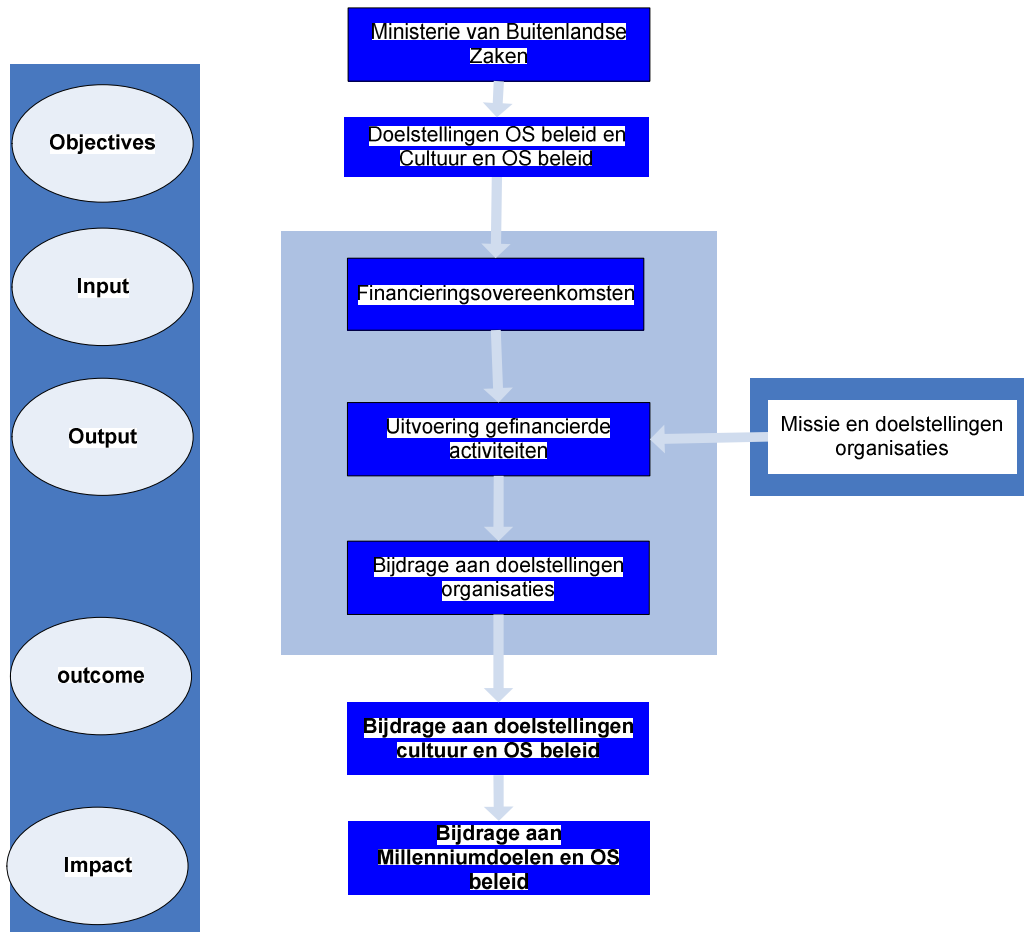 Ministerie van Buitenlandse
Zaken
Objectives
Doelstellingen OS beleid en
Cultuur en OS beleid
Input
Financieringsovereenkomsten
Output
Uitvoering gefinancierde
activiteiten
Missie en doelstellingen
organisaties
Bijdrage aan doelstellingen
organisaties
outcome
Bijdrage aan doelstellingen
cultuur en OS beleid
Impact
Bijdrage aan
Millenniumdoelen en OS
beleid